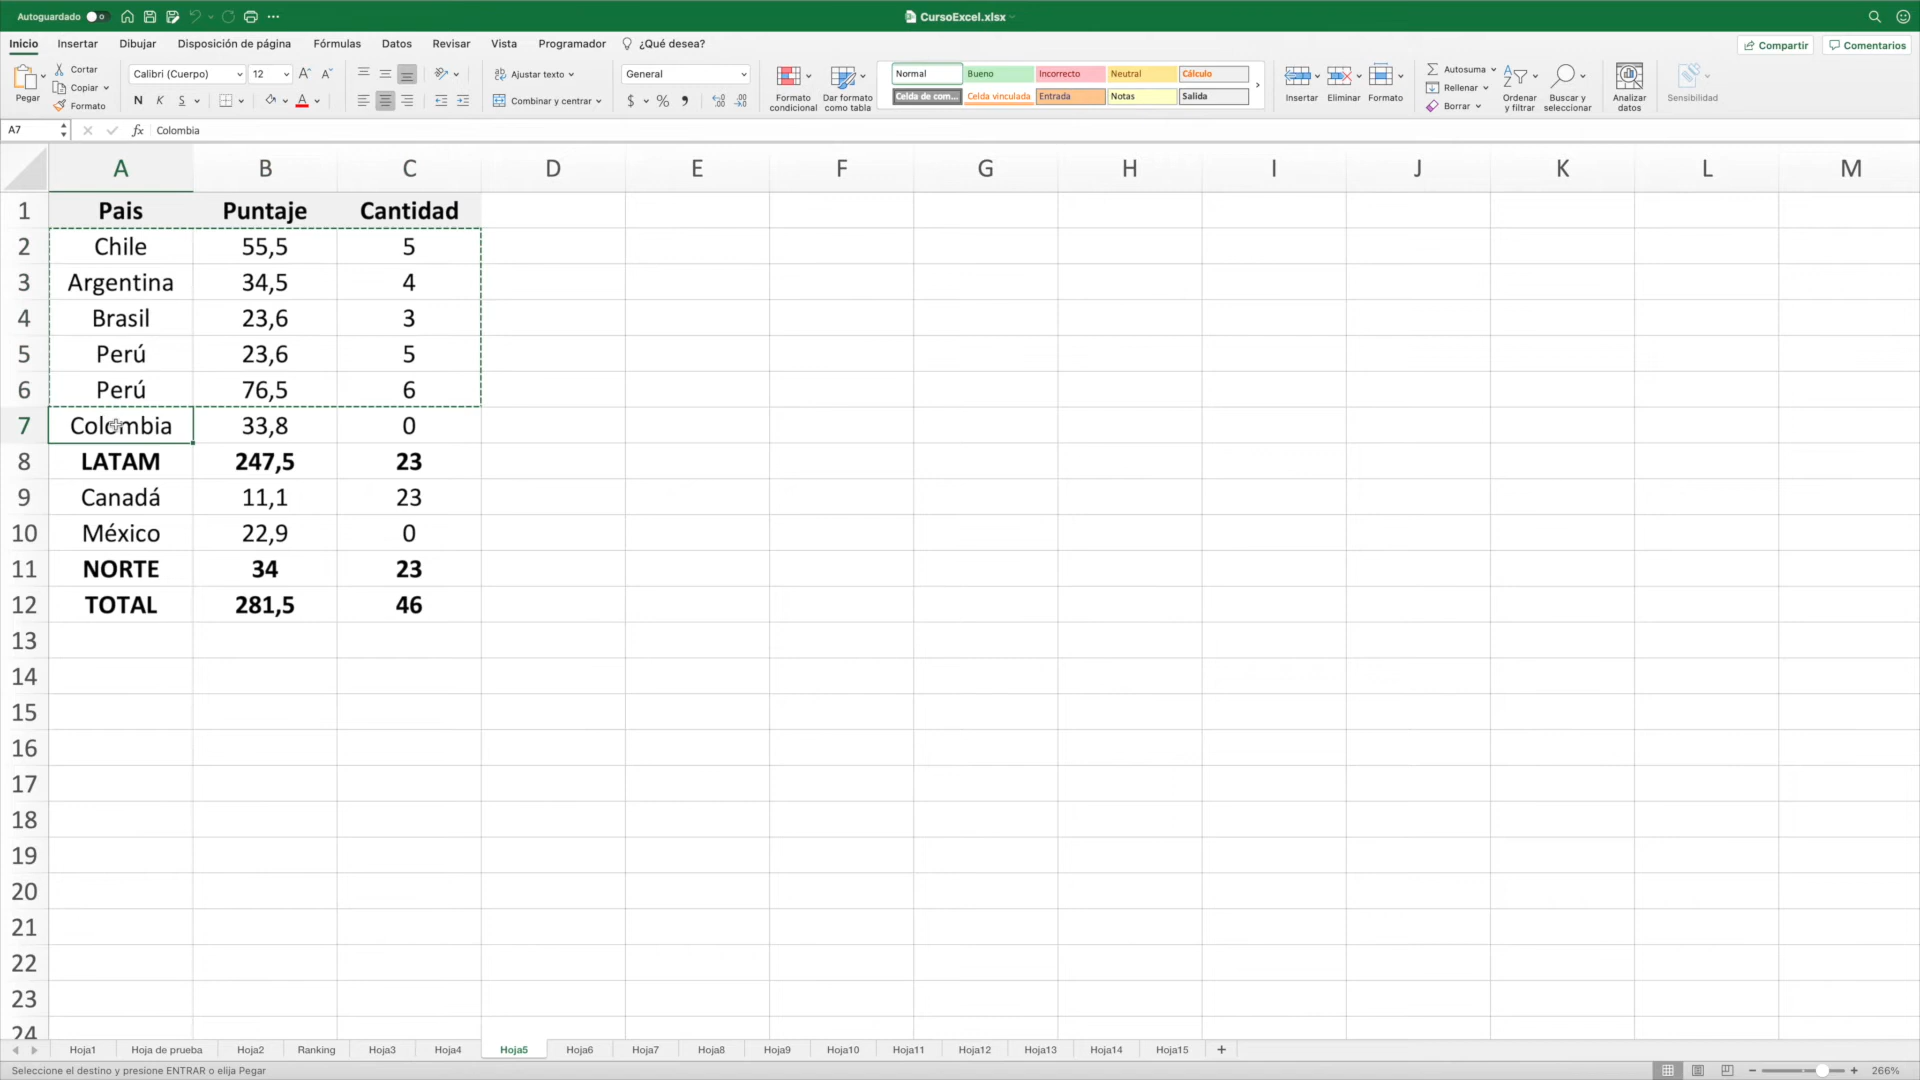 Autoguardado
CursoExcel.xlsx
Inicio Insertar Dibujar Disposición de página Fórmulas Datos Revisar Vista Programador ¿Qué desea? Compartir Comentarios
Pegar Cortar Copiar Formato
Calibri (Cuerpo) 12 A A
N K S A
Ajustar texto
Combinar y centrar
General
$ %
Formato condicional
Dar formato como tabla
Normal Bueno Incorrecto Neutral Cálculo
Celda de com... Celda vinculada Entrada Notas Salida
Insertar Eliminar Formato
Autosuma
Rellenar
Borrar
Ordenar y filtrar
Buscar y seleccionar
Analizar datos
Sensibilidad
A7 fx Colombia
A B C D E F G H I J K L M
1 Pais Puntaje Cantidad
2 Chile 55,5 5
3 Argentina 34,5 4
4 Brasil 23,6 3
5 Perú 23,6 5
6 Perú 76,5 6
7 Colombia 33,8 0
8 LATAM 247,5 23
9 Canadá 11,1 23
10 México 22,9 0
11 NORTE 34 23
12 TOTAL 281,5 46
13
14
15
16
17
18
19
20
21
22
23
24
Hoja1 Hoja de prueba Hoja2 Ranking Hoja3 Hoja4 Hoja5 Hoja6 Hoja7 Hoja8 Hoja9 Hoja10 Hoja11 Hoja12 Hoja13 Hoja14 Hoja15 +
Seleccione el destino y presione ENTRAR o elija Pegar 266%